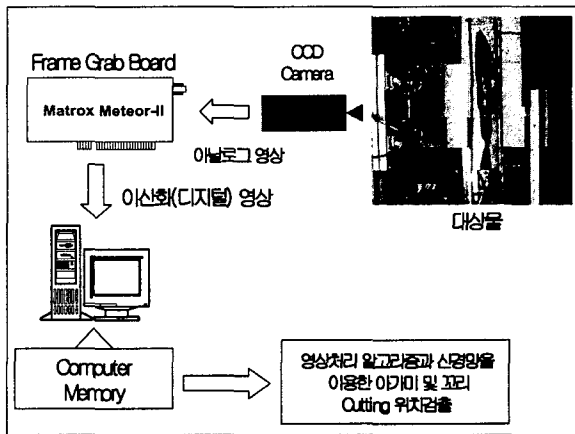 CCD
Camera
Frame Grab Board
Matrox Meteor-II
아날로그 영상
이산화(디지털) 영상
대상물
Computer
Memory
영상처리 알고리즘과 신경망을
이용한 아가미 및 꼬리
Cutting 위치검출